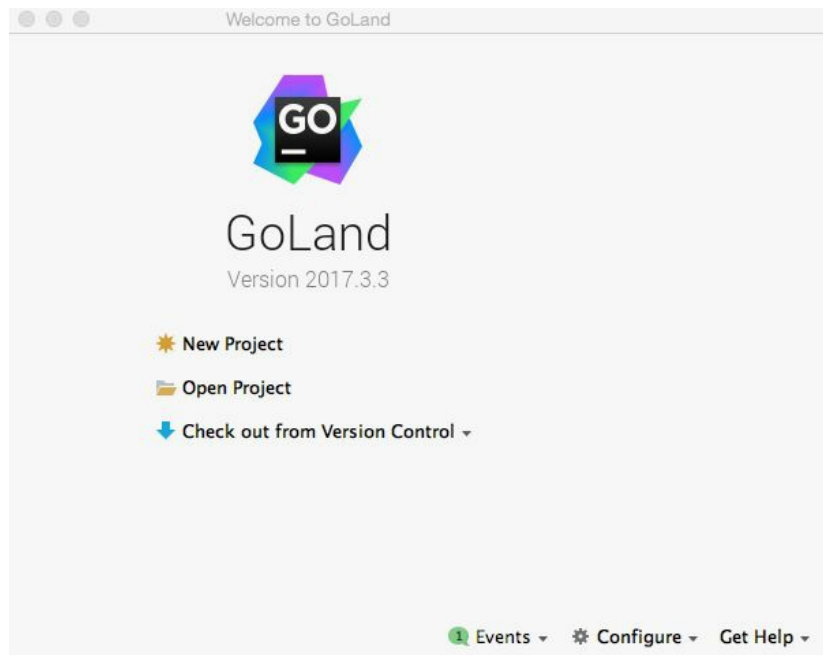 Welcome to GoLand
GO
GoLand
Version 2017.3.3
New Project
Open Project
Check out from Version Control
1 Events Configure Get Help